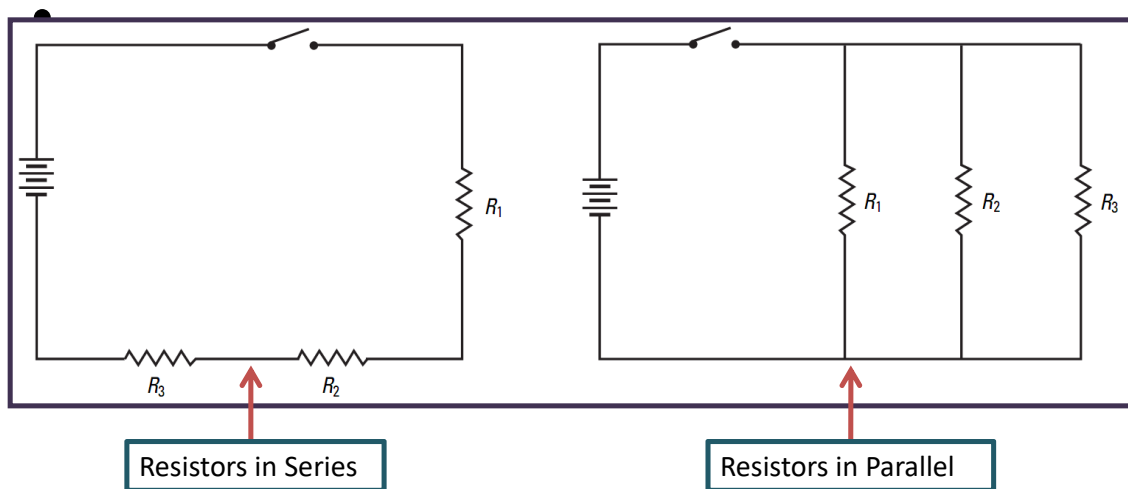 R1
R1
R2
R3
R3
R2
Resistors in Series
Resistors in Parallel